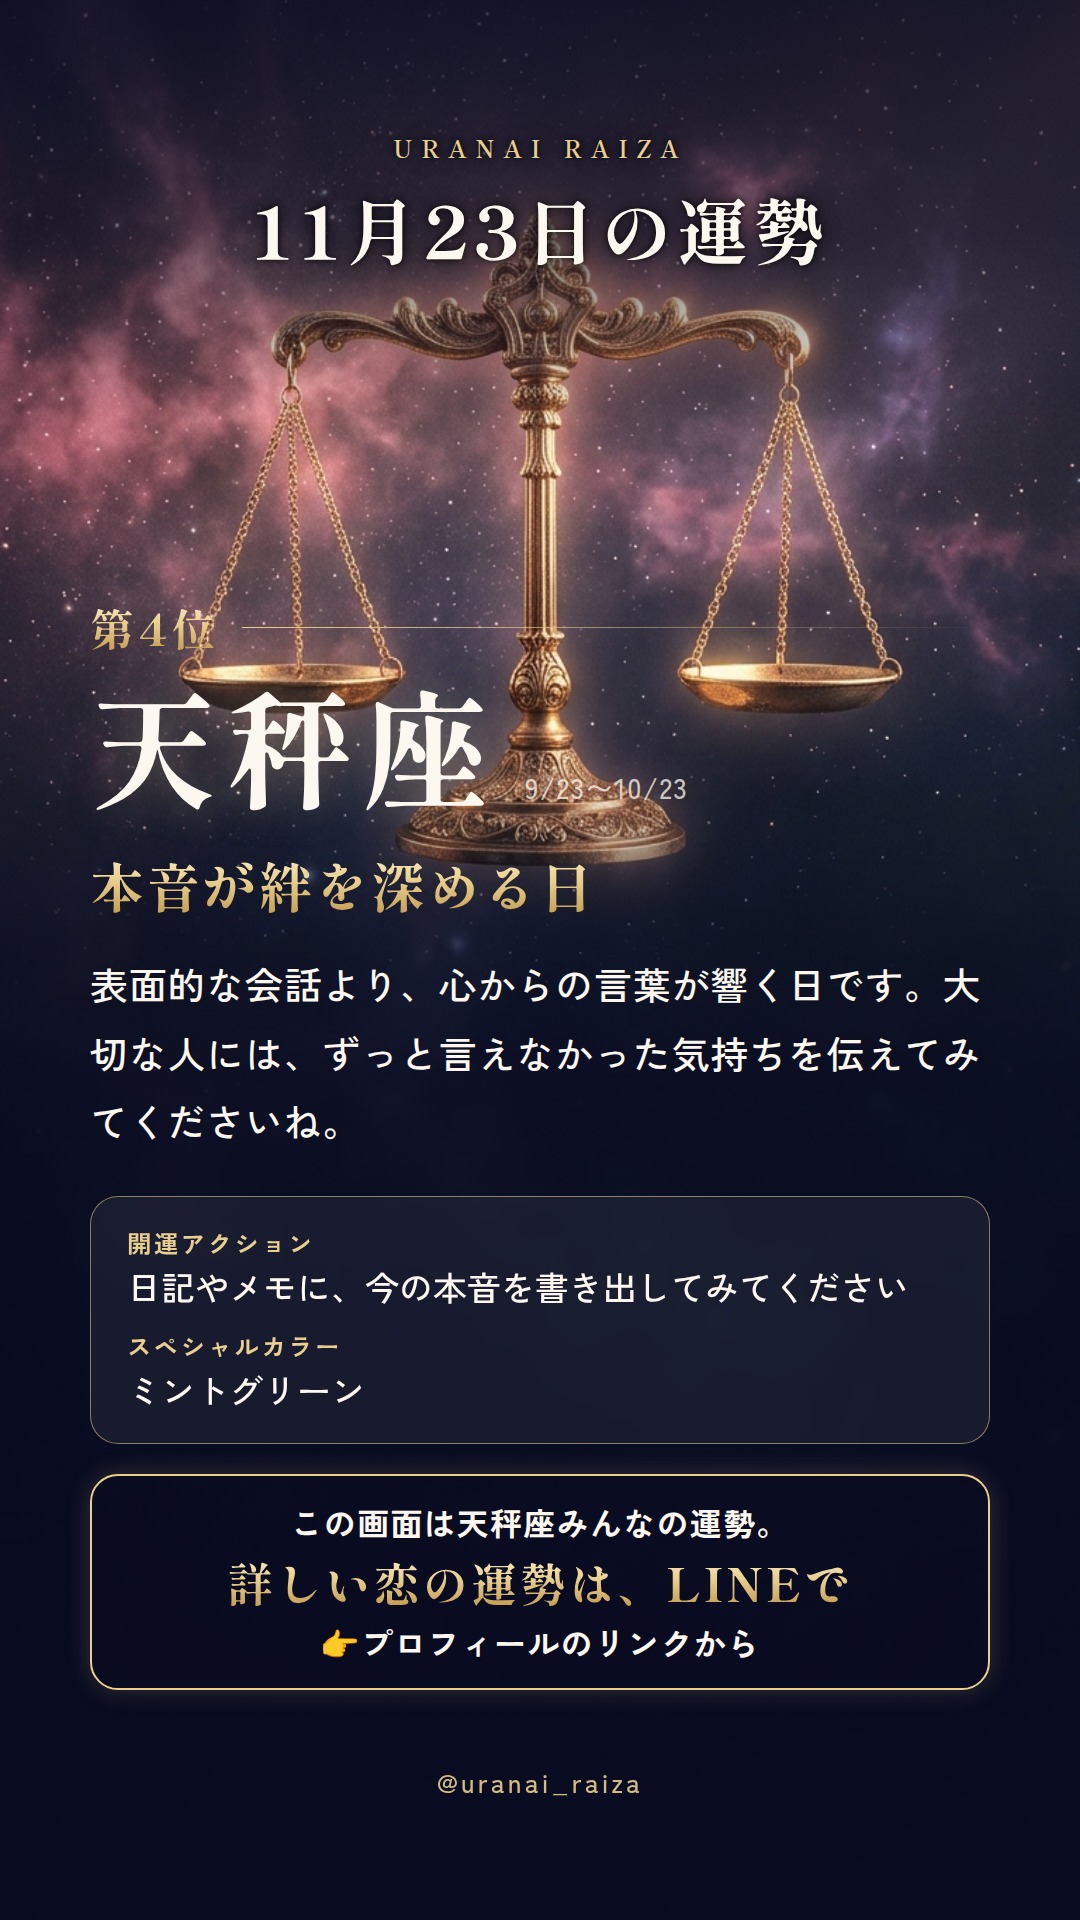 URANAI RAIZA
11月23日の運勢
第4位
天秤座 9/23〜10/23
本音が絆を深める日
表面的な会話より、心からの言葉が響く日です。大
切な人には、ずっと言えなかった気持ちを伝えてみ
てくださいね。
開運アクション
日記やメモに、今の本音を書き出してみてください
スペシャルカラー
ミントグリーン
この画面は天秤座みんなの運勢。
詳しい恋の運勢は、LINEで
👉プロフィールのリンクから
@uranai_raiza